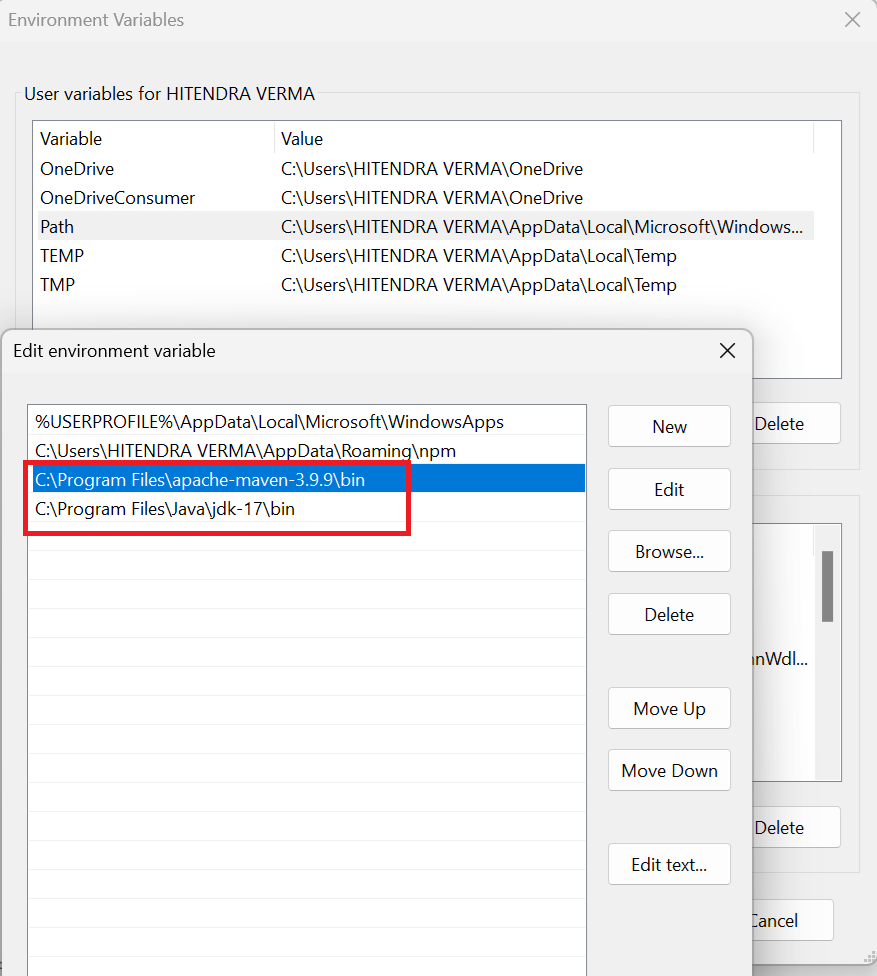 Environment Variables
User variables for HITENDRA VERMA
Variable Value
OneDrive C:\Users\HITENDRA VERMA\OneDrive
OneDriveConsumer C:\Users\HITENDRA VERMA\OneDrive
Path C:\Users\HITENDRA VERMA\AppData\Local\Microsoft\Windows...
TEMP C:\Users\HITENDRA VERMA\AppData\Local\Temp
TMP C:\Users\HITENDRA VERMA\AppData\Local\Temp
Edit environment variable
%USERPROFILE%\AppData\Local\Microsoft\WindowsApps
C:\Users\HITENDRA VERMA\AppData\Roaming\npm
C:\Program Files\apache-maven-3.9.9\bin
C:\Program Files\Java\jdk-17\bin
New
Edit
Browse...
Delete
Move Up
Move Down
Edit text...
Delete
Delete
Cancel